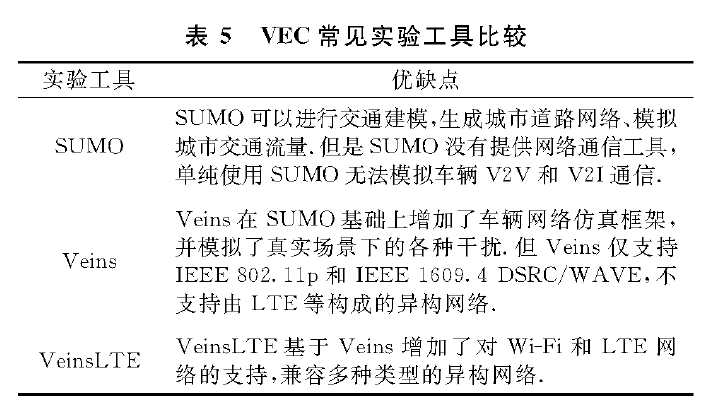 表 5 VEC 常见实验工具比较
实验工具 优缺点
SUMO 可以进行交通建模,生成城市道路网络、模拟
SUMO 城市交通流量.但是 SUMO 没有提供网络通信工具,
单纯使用 SUMO 无法模拟车辆 V2V 和 V2I 通信.
Veins 在 SUMO 基础上增加了车辆网络仿真框架,
并模拟了真实场景下的各种干扰.但 Veins 仅支持
Veins
IEEE 802.11p 和 IEEE 1609.4 DSRC/WAVE,不
支持由 LTE 等构成的异构网络.
VeinsLTE 基于 Veins 增加了对 Wi-Fi 和 LTE 网
VeinsLTE
络的支持,兼容多种类型的异构网络.